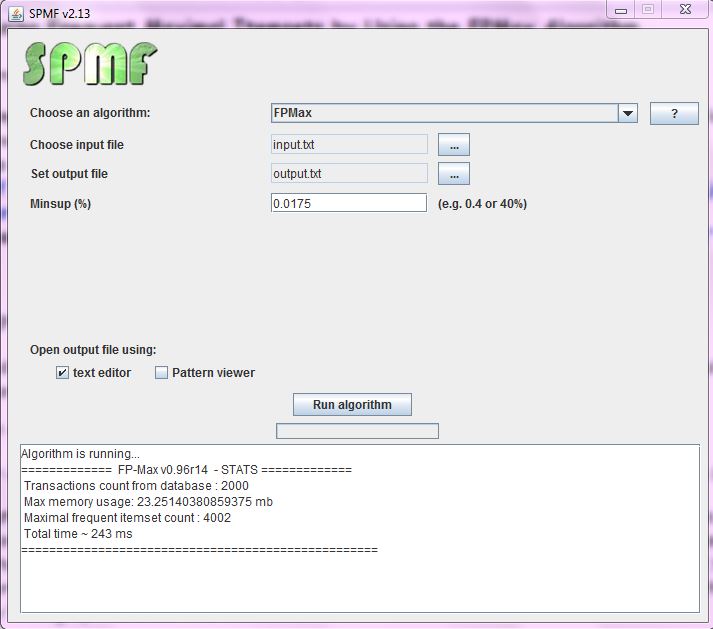 SPMF v2.13
SPMF
Choose an algorithm: FPMax ?
Choose input file input.txt ...
Set output file output.txt ...
Minsup (%) 0.0175 (e.g. 0.4 or 40%)
Open output file using:
text editor Pattern viewer
Run algorithm
Algorithm is running...
============= FP-Max v0.96r14 - STATS =============
Transactions count from database : 2000
Max memory usage: 23.25140380859375 mb
Maximal frequent itemset count : 4002
Total time ~ 243 ms
===================================================